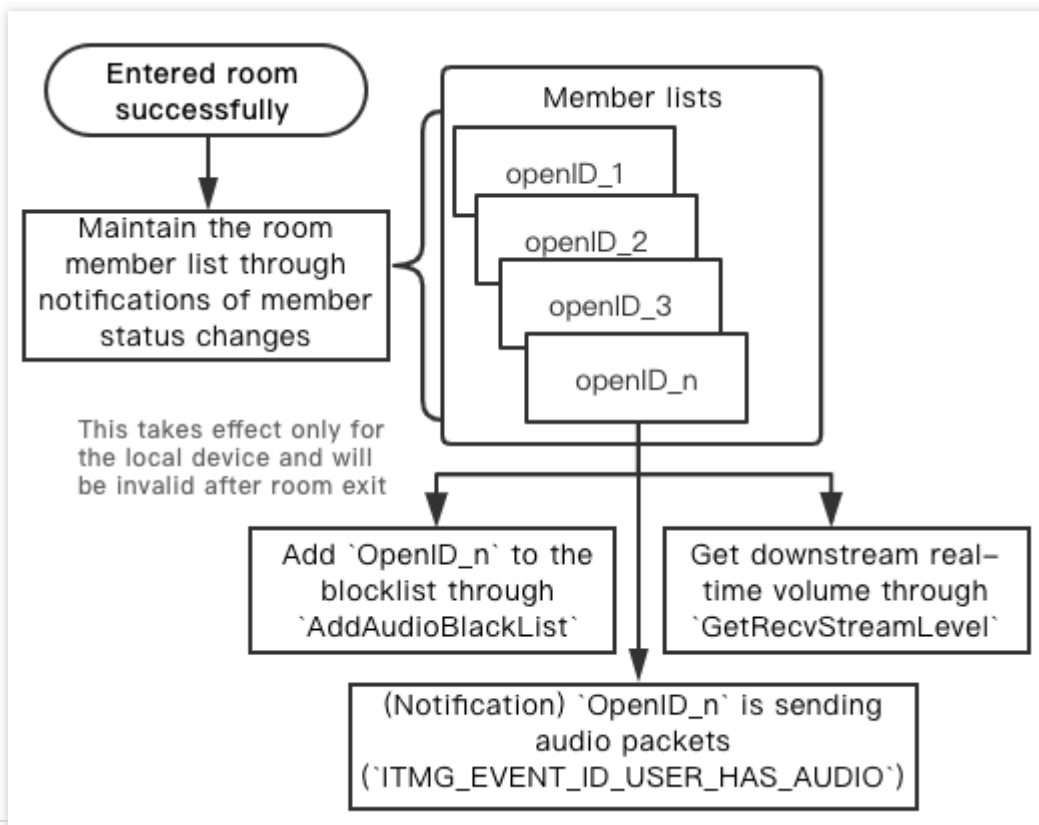 Entered room
successfully
Member lists
openID_1
openID_2
openID_3
openID_n
Maintain the room
member list through
notifications of member
status changes
This takes effect only for
the local device and will
be invalid after room exit
Add `OpenID_n` to the
blocklist through
`AddAudioBlackList`
Get downstream real-
time volume through
`GetRecvStreamLevel`
(Notification) `OpenID_n` is sending
audio packets
(`ITMG_EVENT_ID_USER_HAS_AUDIO`)